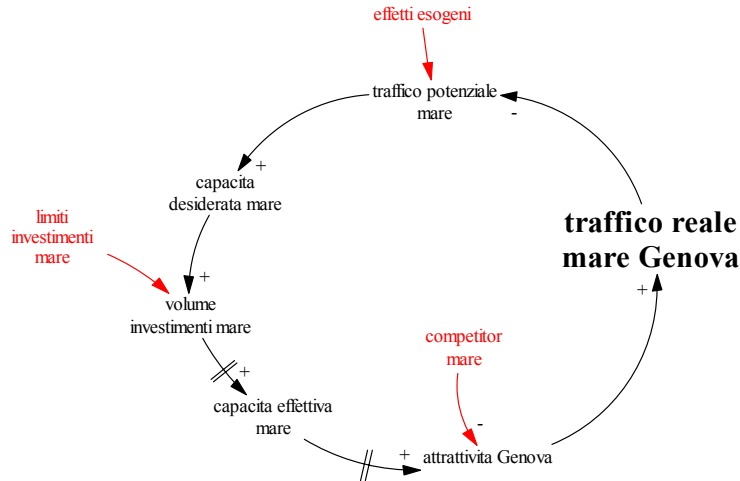 effetti esogeni
traffico potenziale
mare
-
+
capacita
desiderata mare
traffico reale
mare Genova
limiti
investimenti
mare
+
+
volume
investimenti mare
competitor
mare
+
capacita effettiva
mare
-
+
attrattivita Genova